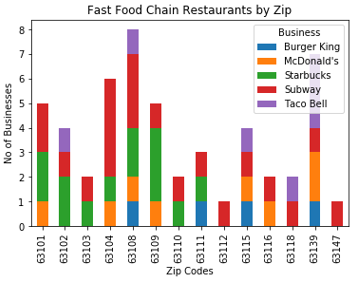 Fast Food Chain Restaurants by Zip
Business
Burger King
McDonald's
Starbucks
Subway
Taco Bell
No of Businesses
8
7
6
5
4
3
2
1
0
63101
63102
63103
63104
63108
63109
63110
63111
63112
63115
63116
63118
63139
63147
Zip Codes